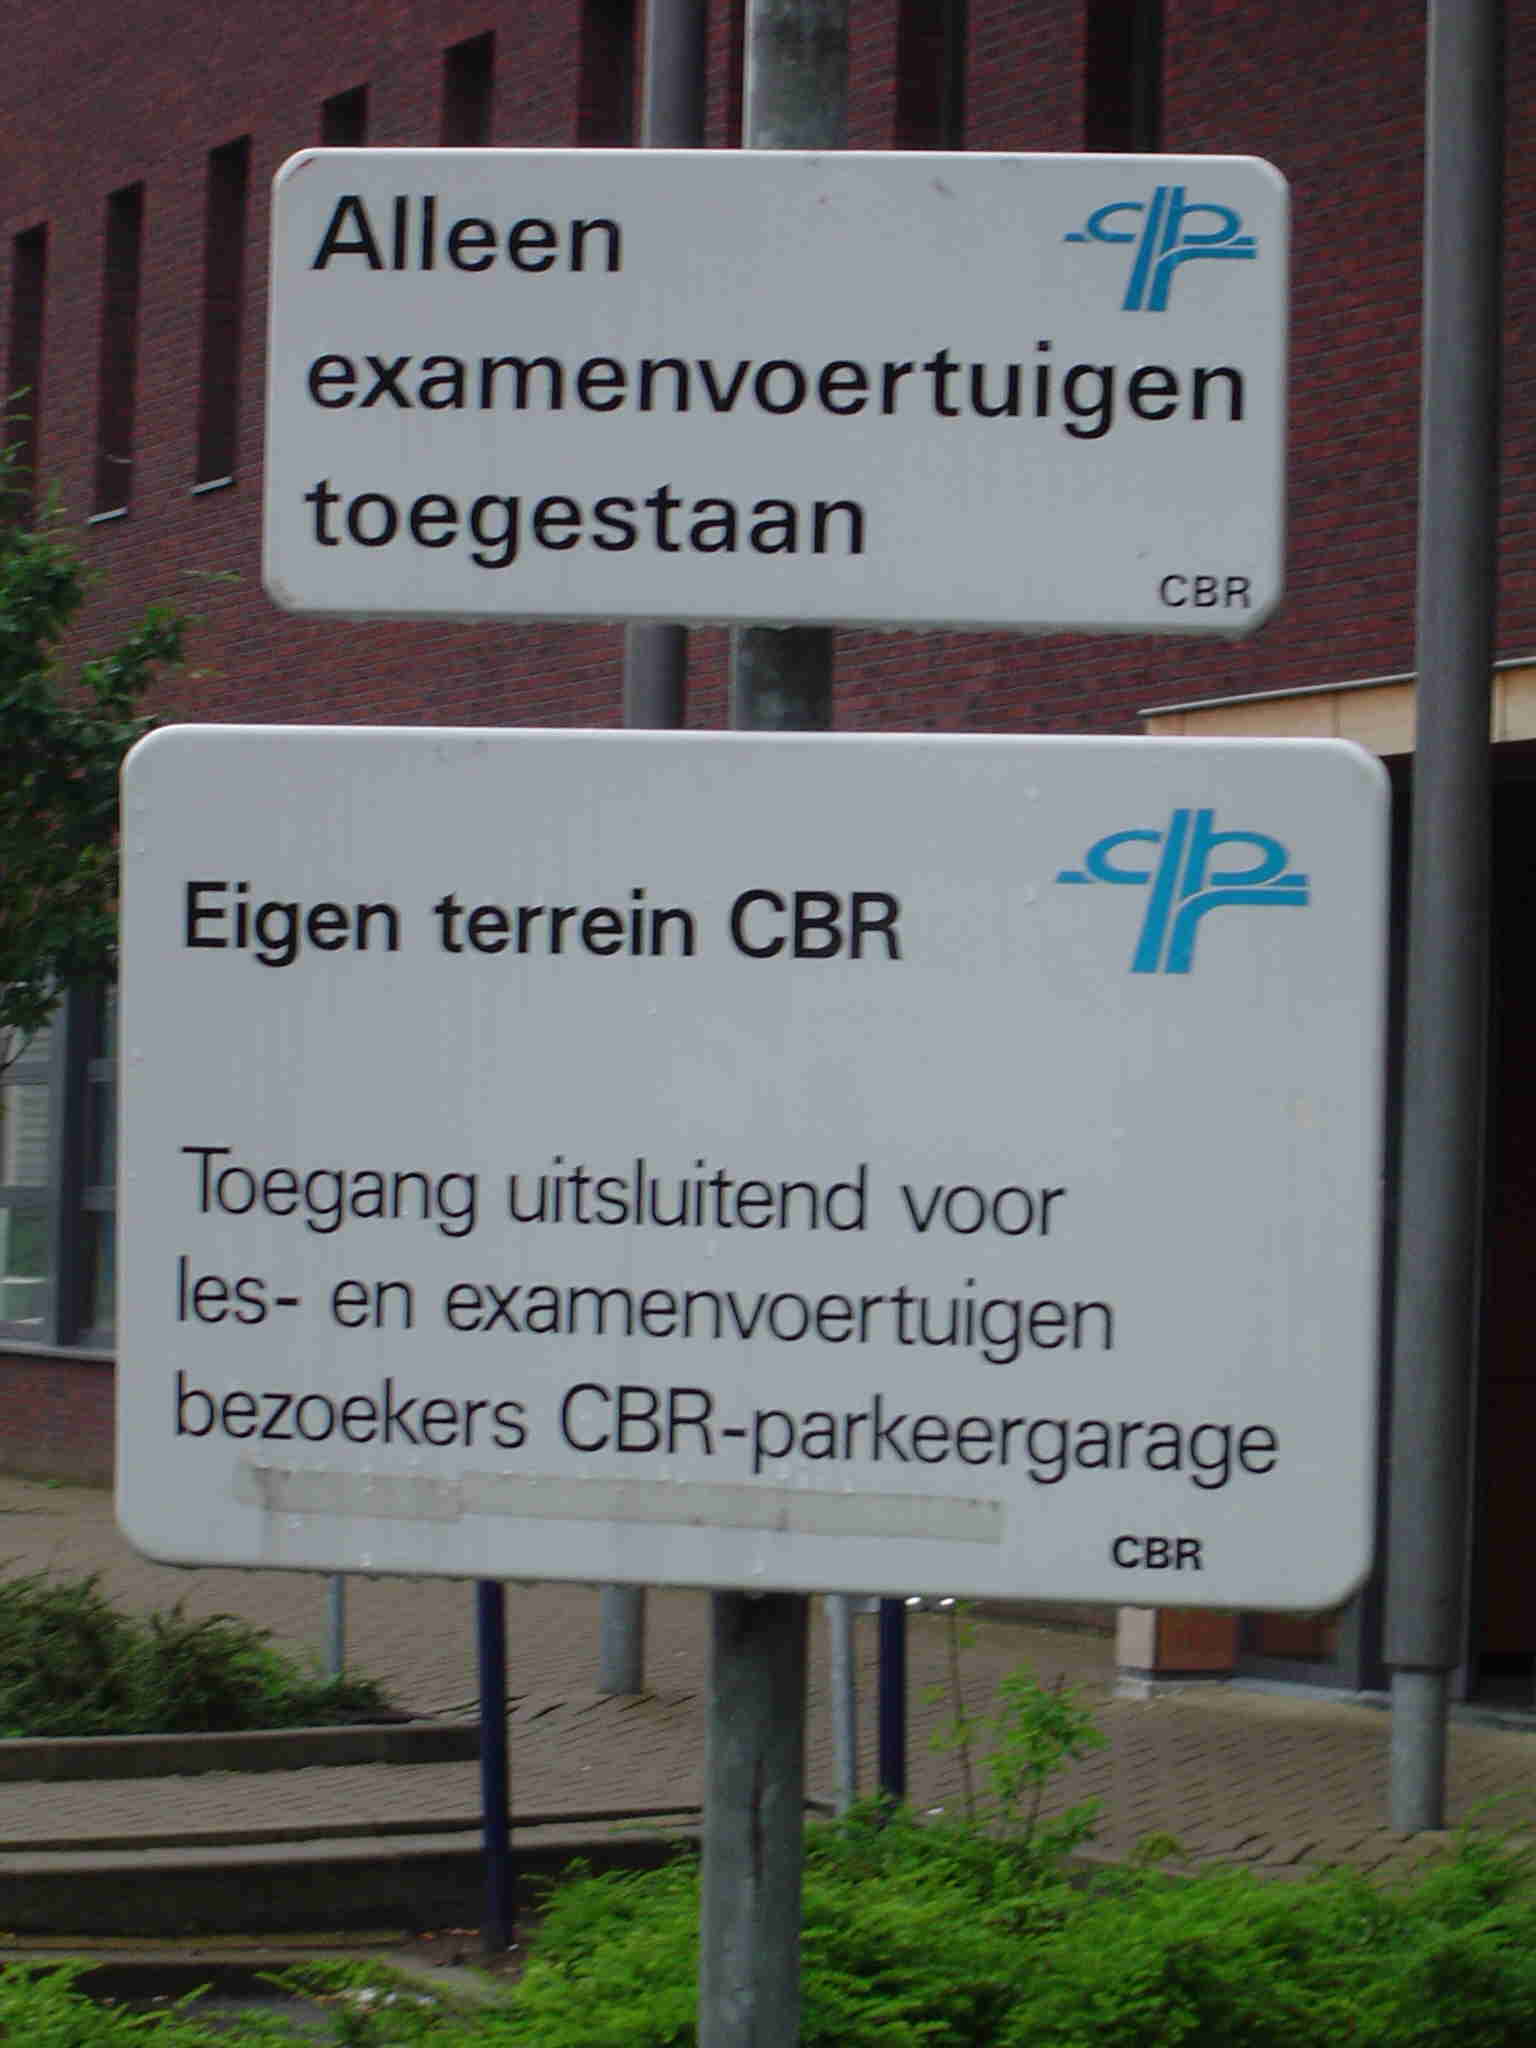 Alleen
examenvoertuigen
toegestaan
CBR
Eigen terrein CBR
Toegang uitsluitend voor
les- en examenvoertuigen
bezoekers CBR-parkeergarage
CBR